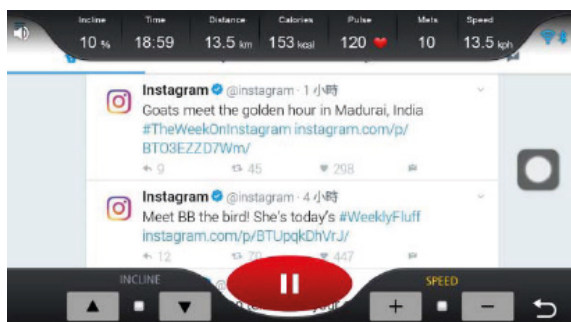 Incline Time Distance Calories Pulse Mets Speed
10 % 18:59 13.5 km 153 kcal 120 10 13.5 kph
Instagram @instagram · 1 小時
Goats meet the golden hour in Madurai, India
#TheWeekOnInstagram instagram.com/p/
BTO3EZZD7Wm/
9 45 298
Instagram @instagram · 4 小時
Meet BB the bird! She's today's #WeeklyFluff
instagram.com/p/BTUpqkDhVrJ/
12 70 447
INCLINE SPEED